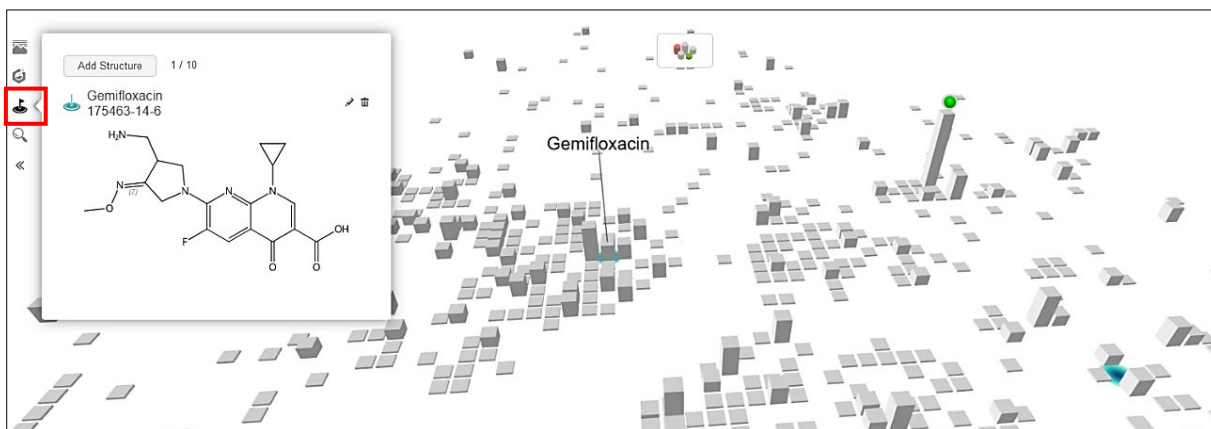 Add Structure 1 / 10
Gemifloxacin
175463-14-6
H₂N
N
(Z)
O
N
N
N
F
O
O
OH
Gemifloxacin
«